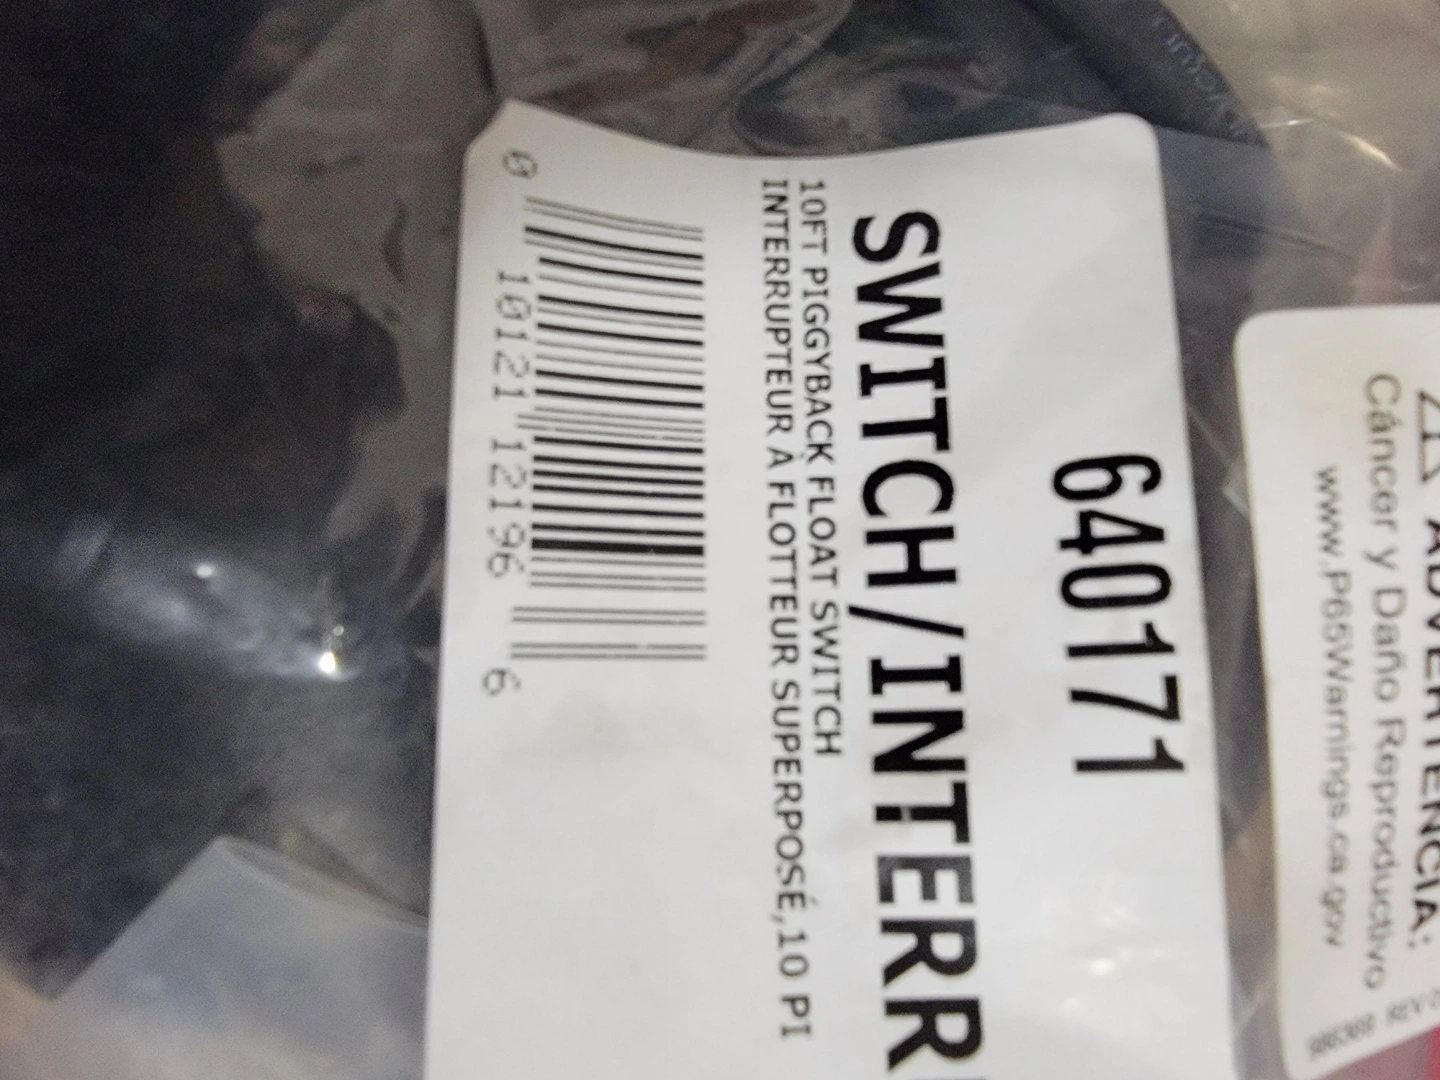 640171
SWITCH/INTERR
10FT PIGGYBACK FLOAT SWITCH
INTERRUPTEUR À FLOTTEUR SUPERPOSÉ,10 PI
0 10121 12196 6
ADVERTENCIA:
Cáncer y Daño Reproductivo
www.P65Warnings.ca.gov